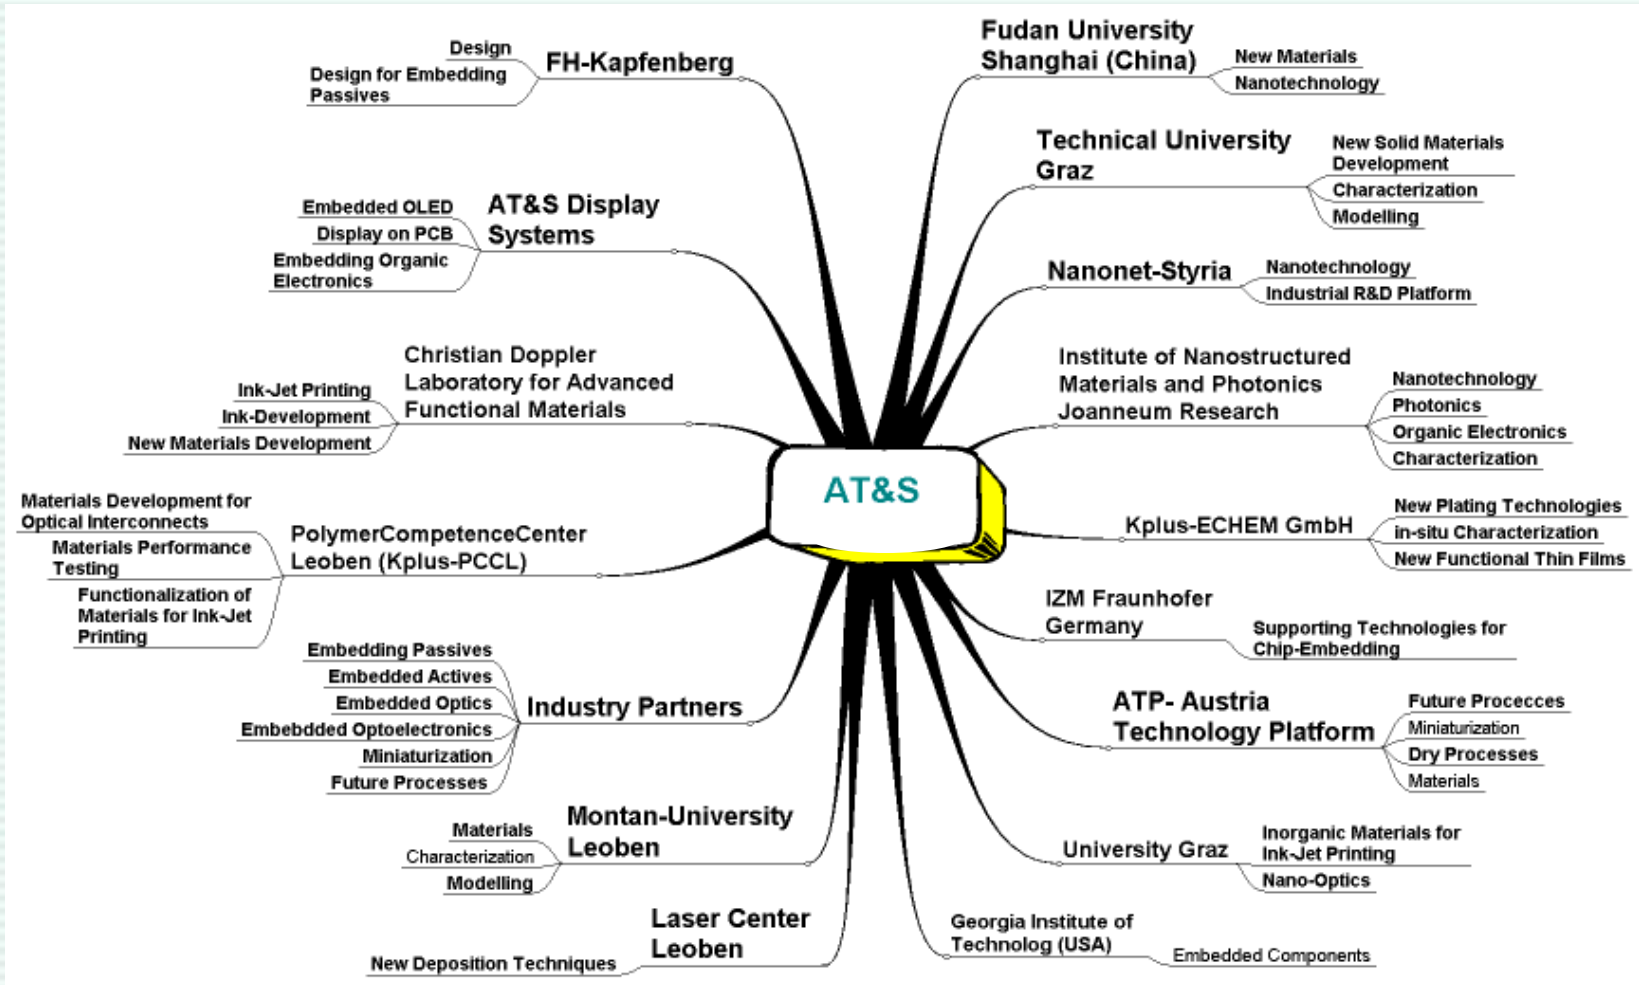 Design
Design for Embedding
Passives
FH-Kapfenberg
Embedded OLED
Display on PCB
Embedding Organic
Electronics
AT&S Display
Systems
Ink-Jet Printing
Ink-Development
New Materials Development
Christian Doppler
Laboratory for Advanced
Functional Materials
Materials Development for
Optical Interconnects
Materials Performance
Testing
Functionalization of
Materials for Ink-Jet
Printing
PolymerCompetenceCenter
Leoben (Kplus-PCCL)
Embedding Passives
Embedded Actives
Embedded Optics
Embebdded Optoelectronics
Miniaturization
Future Processes
Industry Partners
Materials
Characterization
Modelling
Montan-University
Leoben
New Deposition Techniques
Laser Center
Leoben
AT&S
Fudan University
Shanghai (China)
New Materials
Nanotechnology
Technical University
Graz
New Solid Materials
Development
Characterization
Modelling
Nanonet-Styria
Nanotechnology
Industrial R&D Platform
Institute of Nanostructured
Materials and Photonics
Joanneum Research
Nanotechnology
Photonics
Organic Electronics
Characterization
Kplus-ECHEM GmbH
New Plating Technologies
in-situ Characterization
New Functional Thin Films
IZM Fraunhofer
Germany
Supporting Technologies for
Chip-Embedding
ATP- Austria
Technology Platform
Future Procecces
Miniaturization
Dry Processes
Materials
University Graz
Inorganic Materials for
Ink-Jet Printing
Nano-Optics
Georgia Institute of
Technolog (USA)
Embedded Components